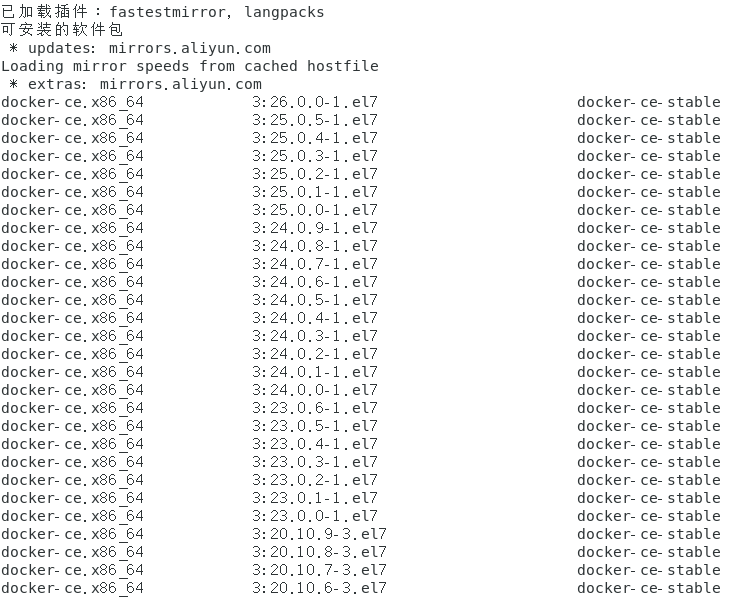 已加载插件：fastestmirror, langpacks
可安装的软件包
 * updates: mirrors.aliyun.com
Loading mirror speeds from cached hostfile
 * extras: mirrors.aliyun.com
docker-ce.x86_64            3:26.0.0-1.el7                      docker-ce-stable
docker-ce.x86_64            3:25.0.5-1.el7                      docker-ce-stable
docker-ce.x86_64            3:25.0.4-1.el7                      docker-ce-stable
docker-ce.x86_64            3:25.0.3-1.el7                      docker-ce-stable
docker-ce.x86_64            3:25.0.2-1.el7                      docker-ce-stable
docker-ce.x86_64            3:25.0.1-1.el7                      docker-ce-stable
docker-ce.x86_64            3:25.0.0-1.el7                      docker-ce-stable
docker-ce.x86_64            3:24.0.9-1.el7                      docker-ce-stable
docker-ce.x86_64            3:24.0.8-1.el7                      docker-ce-stable
docker-ce.x86_64            3:24.0.7-1.el7                      docker-ce-stable
docker-ce.x86_64            3:24.0.6-1.el7                      docker-ce-stable
docker-ce.x86_64            3:24.0.5-1.el7                      docker-ce-stable
docker-ce.x86_64            3:24.0.4-1.el7                      docker-ce-stable
docker-ce.x86_64            3:24.0.3-1.el7                      docker-ce-stable
docker-ce.x86_64            3:24.0.2-1.el7                      docker-ce-stable
docker-ce.x86_64            3:24.0.1-1.el7                      docker-ce-stable
docker-ce.x86_64            3:24.0.0-1.el7                      docker-ce-stable
docker-ce.x86_64            3:23.0.6-1.el7                      docker-ce-stable
docker-ce.x86_64            3:23.0.5-1.el7                      docker-ce-stable
docker-ce.x86_64            3:23.0.4-1.el7                      docker-ce-stable
docker-ce.x86_64            3:23.0.3-1.el7                      docker-ce-stable
docker-ce.x86_64            3:23.0.2-1.el7                      docker-ce-stable
docker-ce.x86_64            3:23.0.1-1.el7                      docker-ce-stable
docker-ce.x86_64            3:23.0.0-1.el7                      docker-ce-stable
docker-ce.x86_64            3:20.10.9-3.el7                     docker-ce-stable
docker-ce.x86_64            3:20.10.8-3.el7                     docker-ce-stable
docker-ce.x86_64            3:20.10.7-3.el7                     docker-ce-stable
docker-ce.x86_64            3:20.10.6-3.el7                     docker-ce-stable